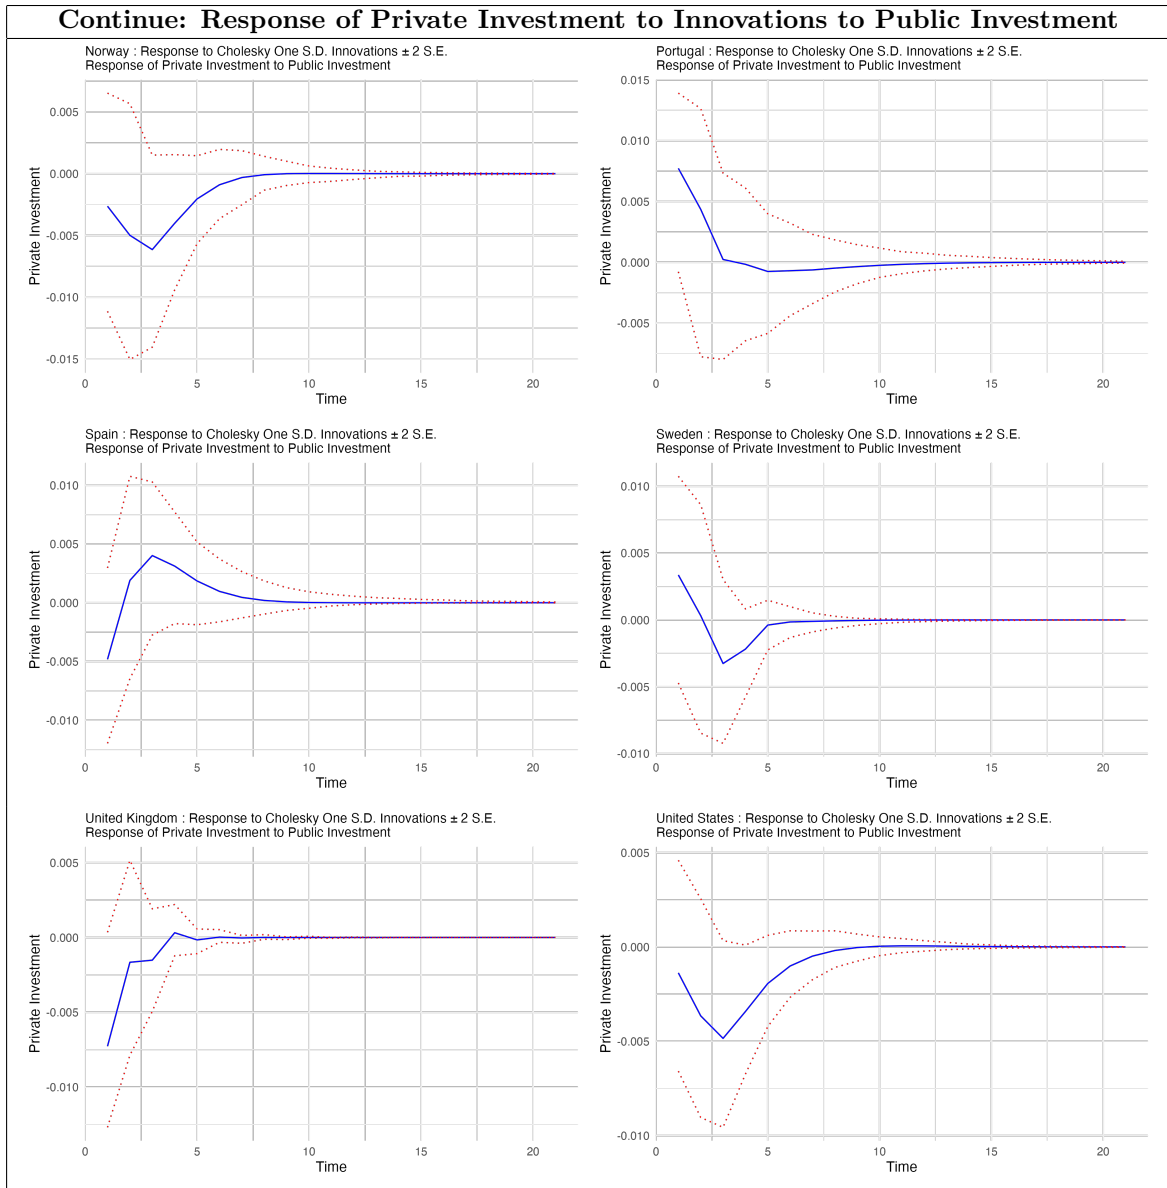 Continue: Response of Private Investment to Innovations to Public Investment
Norway : Response to Cholesky One S.D. Innovations ± 2 S.E.
Response of Private Investment to Public Investment
0.005
0.000
-0.005
-0.010
-0.015
Private Investment
0 5 10 15 20
Time
Portugal : Response to Cholesky One S.D. Innovations ± 2 S.E.
Response of Private Investment to Public Investment
0.015
0.010
0.005
0.000
-0.005
Private Investment
0 5 10 15 20
Time
Spain : Response to Cholesky One S.D. Innovations ± 2 S.E.
Response of Private Investment to Public Investment
0.010
0.005
0.000
-0.005
-0.010
Private Investment
0 5 10 15 20
Time
Sweden : Response to Cholesky One S.D. Innovations ± 2 S.E.
Response of Private Investment to Public Investment
0.010
0.005
0.000
-0.005
-0.010
Private Investment
0 5 10 15 20
Time
United Kingdom : Response to Cholesky One S.D. Innovations ± 2 S.E.
Response of Private Investment to Public Investment
0.005
0.000
-0.005
-0.010
Private Investment
0 5 10 15 20
Time
United States : Response to Cholesky One S.D. Innovations ± 2 S.E.
Response of Private Investment to Public Investment
0.005
0.000
-0.005
-0.010
Private Investment
0 5 10 15 20
Time